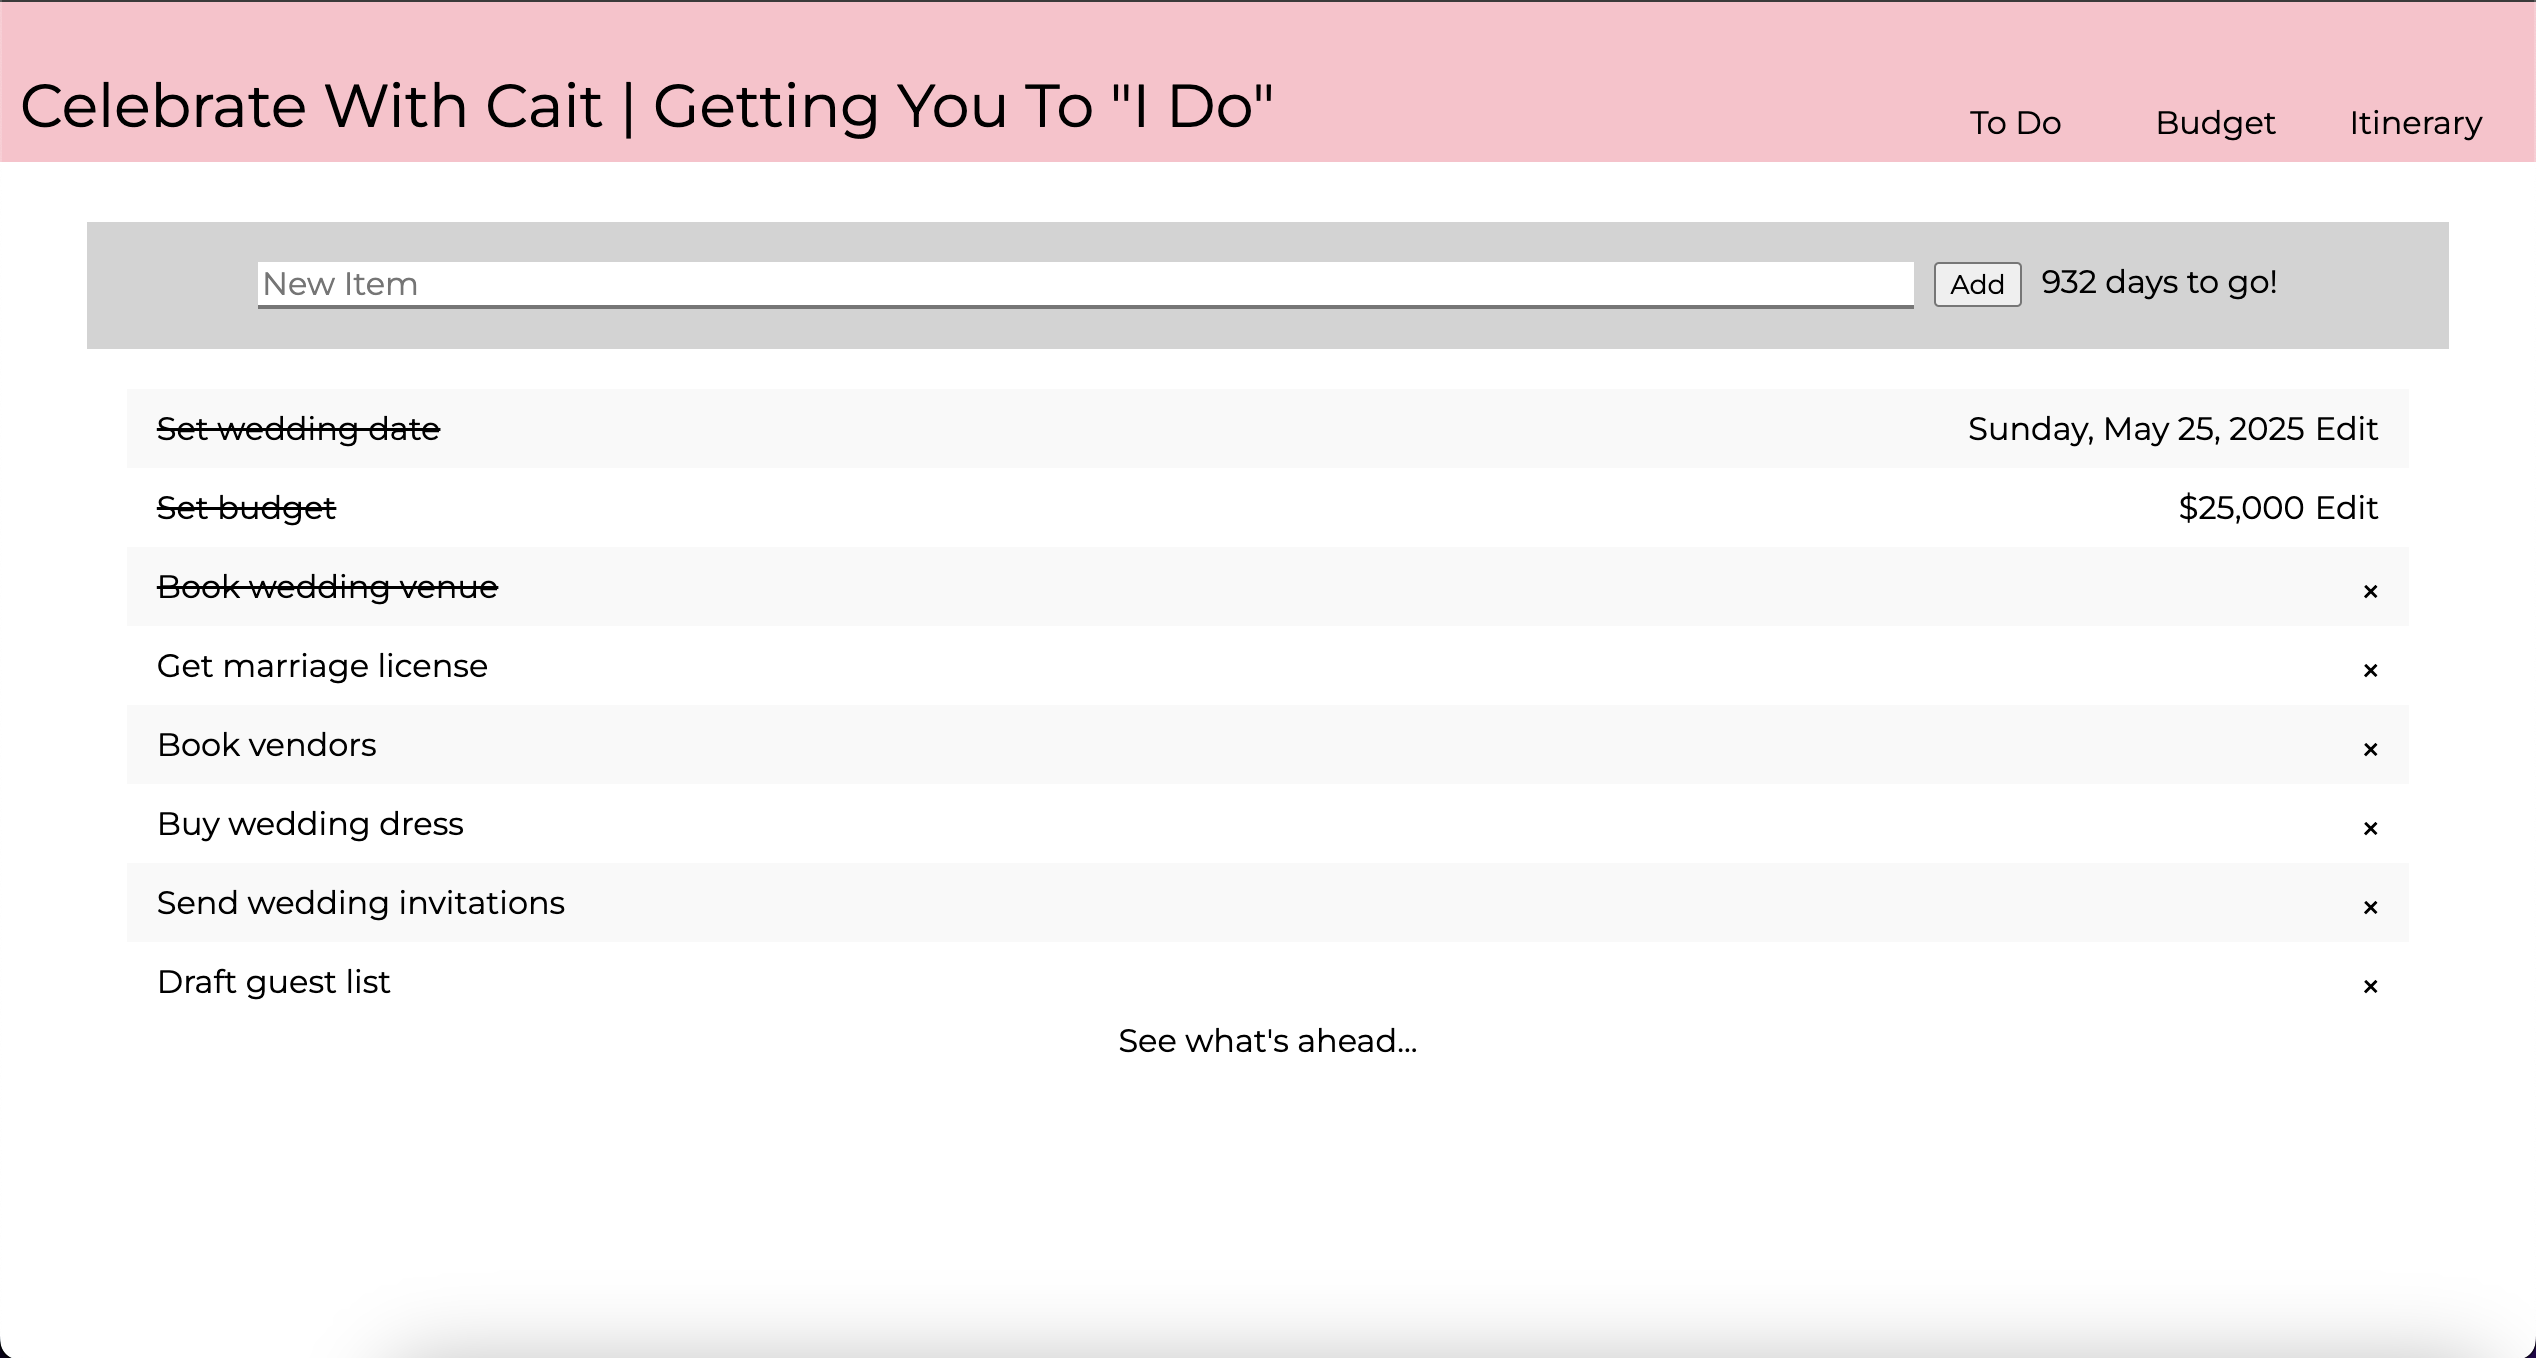 Celebrate With Cait | Getting You To "I Do"
To Do Budget Itinerary
New Item Add 932 days to go!
Set wedding date Sunday, May 25, 2025 Edit
Set budget $25,000 Edit
Book wedding venue ×
Get marriage license ×
Book vendors ×
Buy wedding dress ×
Send wedding invitations ×
Draft guest list ×
See what's ahead...